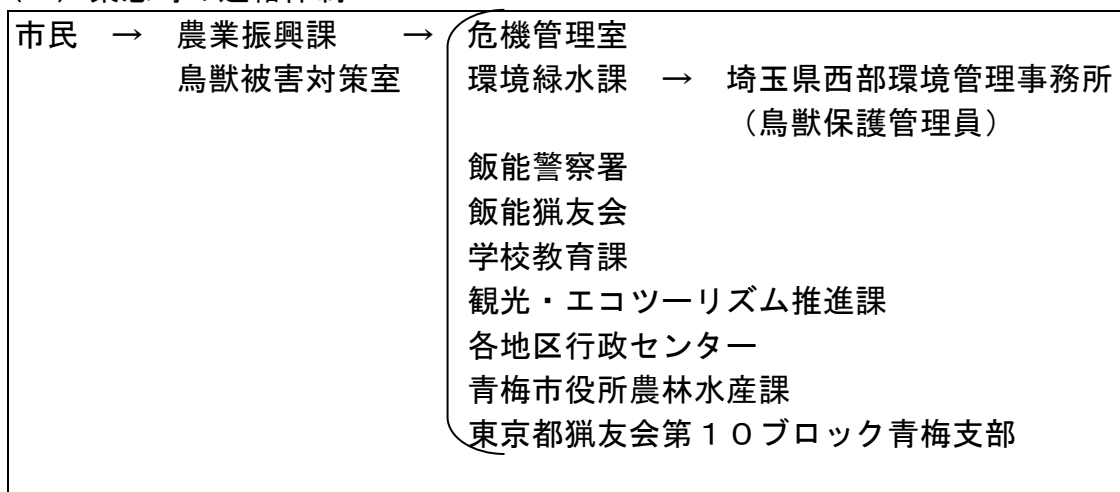 市民 → 農業振興課 → 危機管理室
鳥獣被害対策室 環境緑水課 → 埼玉県西部環境管理事務所
（鳥獣保護管理員）
飯能警察署
飯能猟友会
学校教育課
観光・エコツーリズム推進課
各地区行政センター
青梅市役所農林水産課
東京都猟友会第１０ブロック青梅支部